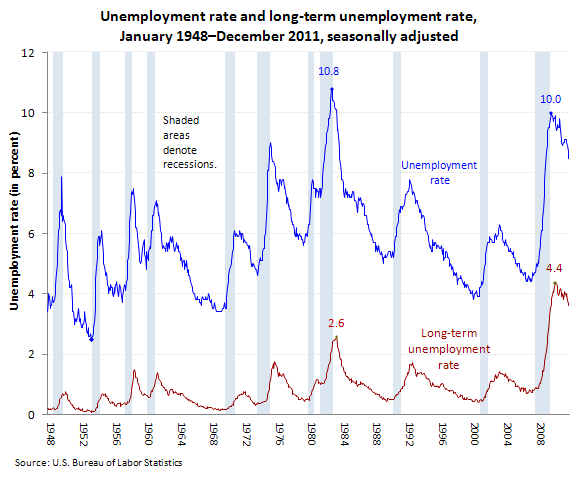 Unemployment rate and long-term unemployment rate,
January 1948–December 2011, seasonally adjusted
12
10
8
6
4
2
0
Unemployment rate (in percent)
Shaded
areas
denote
recessions.
10.8
10.0
Unemployment
rate
4.4
2.6
Long-term
unemployment
rate
1948
1952
1956
1960
1964
1968
1972
1976
1980
1984
1988
1992
1996
2000
2004
2008
Source: U.S. Bureau of Labor Statistics